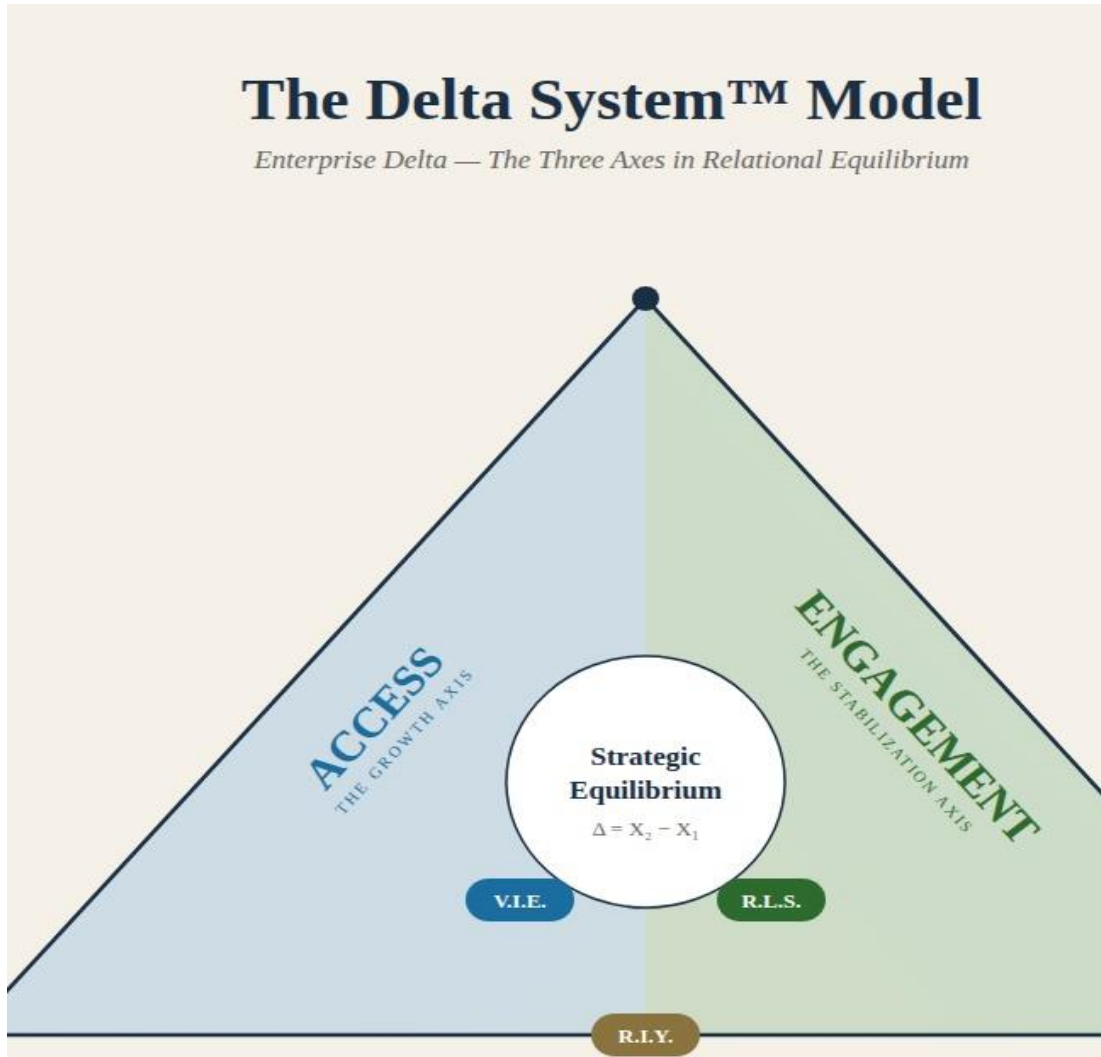 The Delta System™ Model
Enterprise Delta — The Three Axes in Relational Equilibrium
ACCESS
THE GROWTH AXIS
ENGAGEMENT
THE STABILIZATION AXIS
Strategic
Equilibrium
Δ = X₂ − X₁
V.I.E.
R.L.S.
R.I.Y.